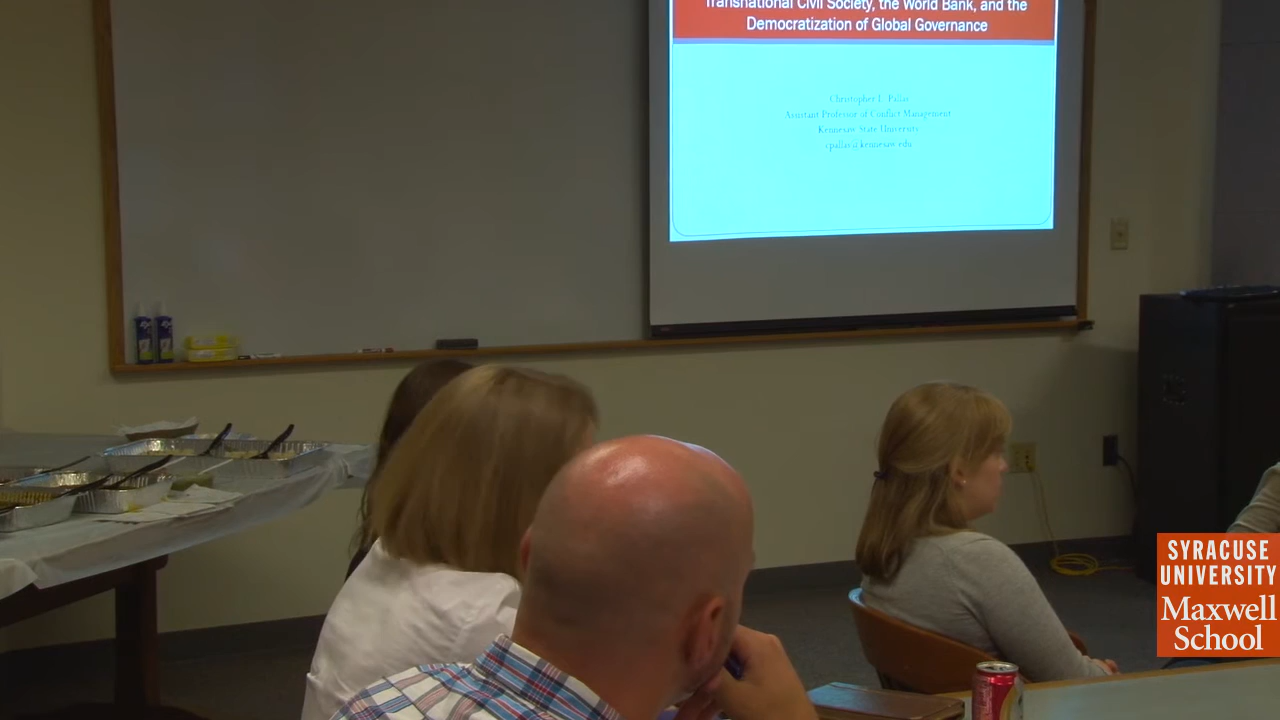 Transnational Civil Society, the World Bank, and the
Democratization of Global Governance
Christopher L. Pallas
Assistant Professor of Conflict Management
Kennesaw State University
cpallas@kennesaw.edu
SYRACUSE
UNIVERSITY
Maxwell
School